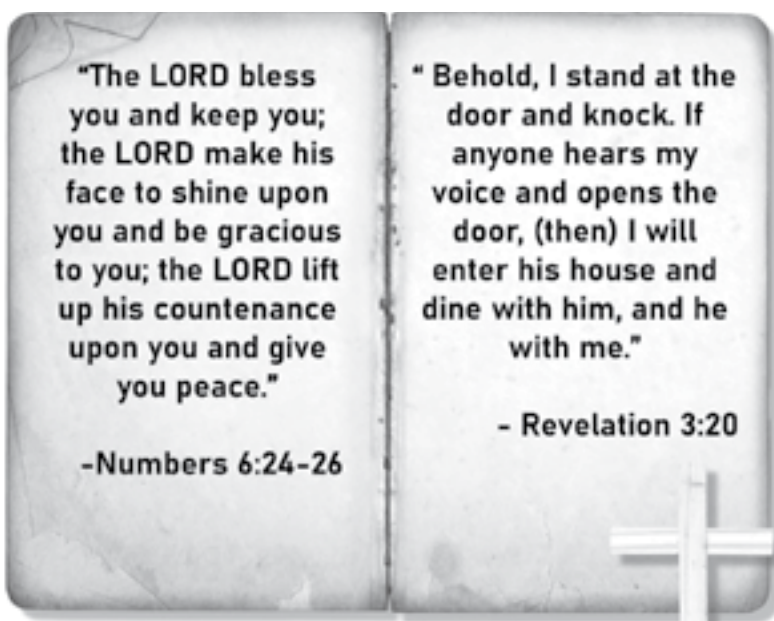 “The LORD bless
you and keep you;
the LORD make his
face to shine upon
you and be gracious
to you; the LORD lift
up his countenance
upon you and give
you peace.”
-Numbers 6:24-26
“ Behold, I stand at the
door and knock. If
anyone hears my
voice and opens the
door, (then) I will
enter his house and
dine with him, and he
with me.”
- Revelation 3:20